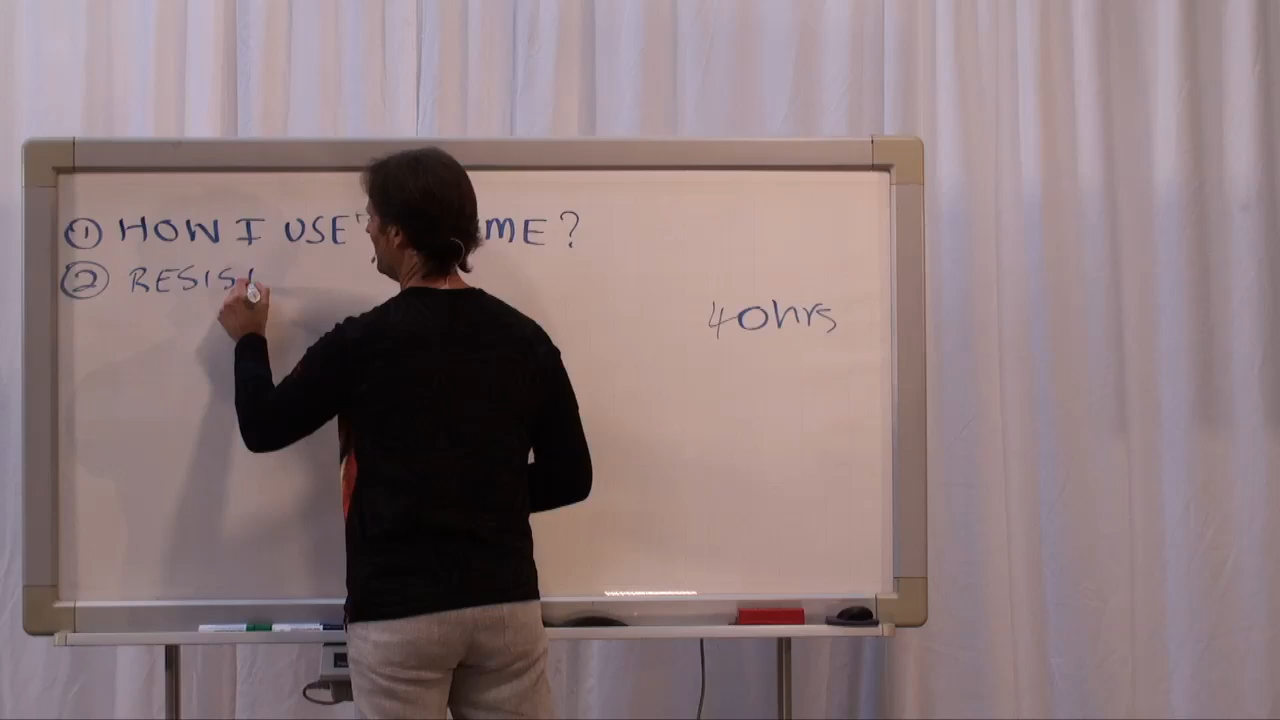 ① HOW I USE ME?
② RESIS
40hrs